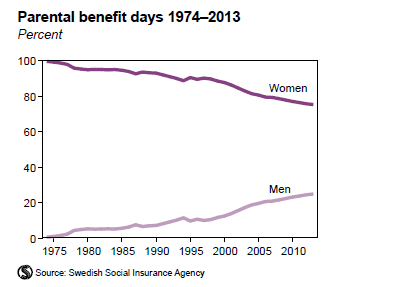 Parental benefit days 1974–2013
Percent
100
80
60
40
20
0
Women
Men
1975 1980 1985 1990 1995 2000 2005 2010
Source: Swedish Social Insurance Agency